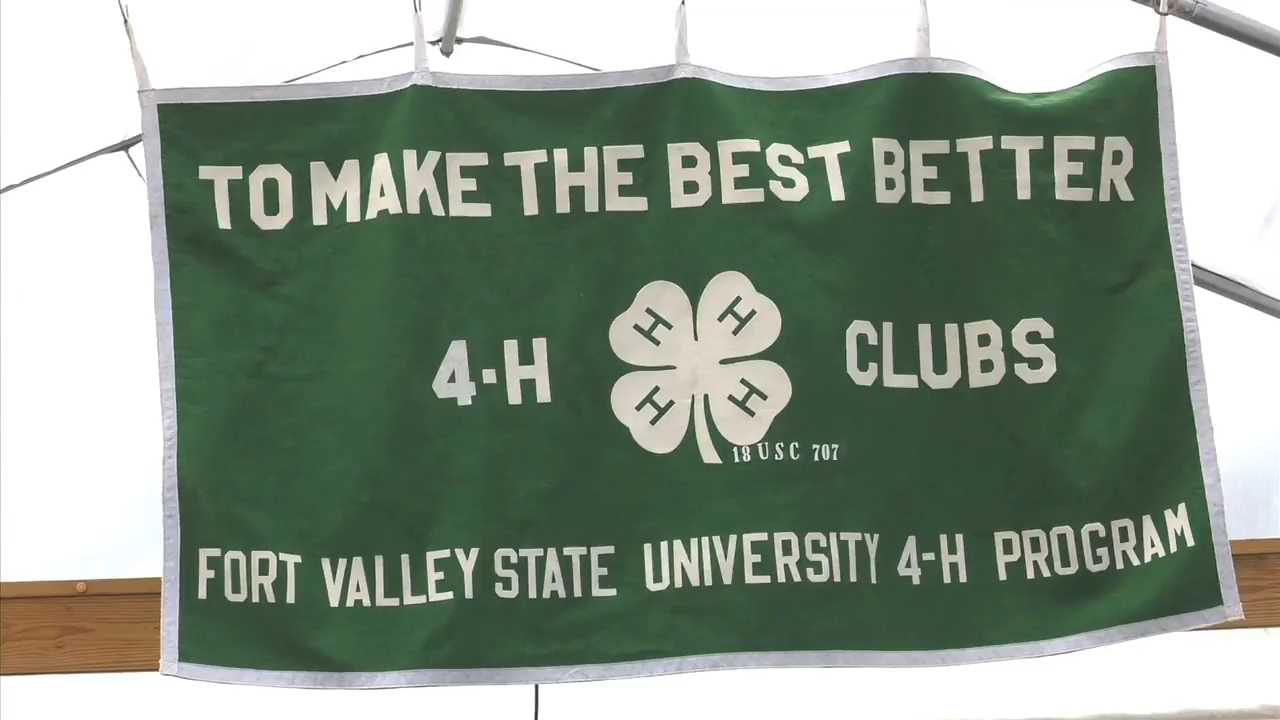 TO MAKE THE BEST BETTER
4-H CLUBS
H H
H H
18 USC 707
FORT VALLEY STATE UNIVERSITY 4-H PROGRAM